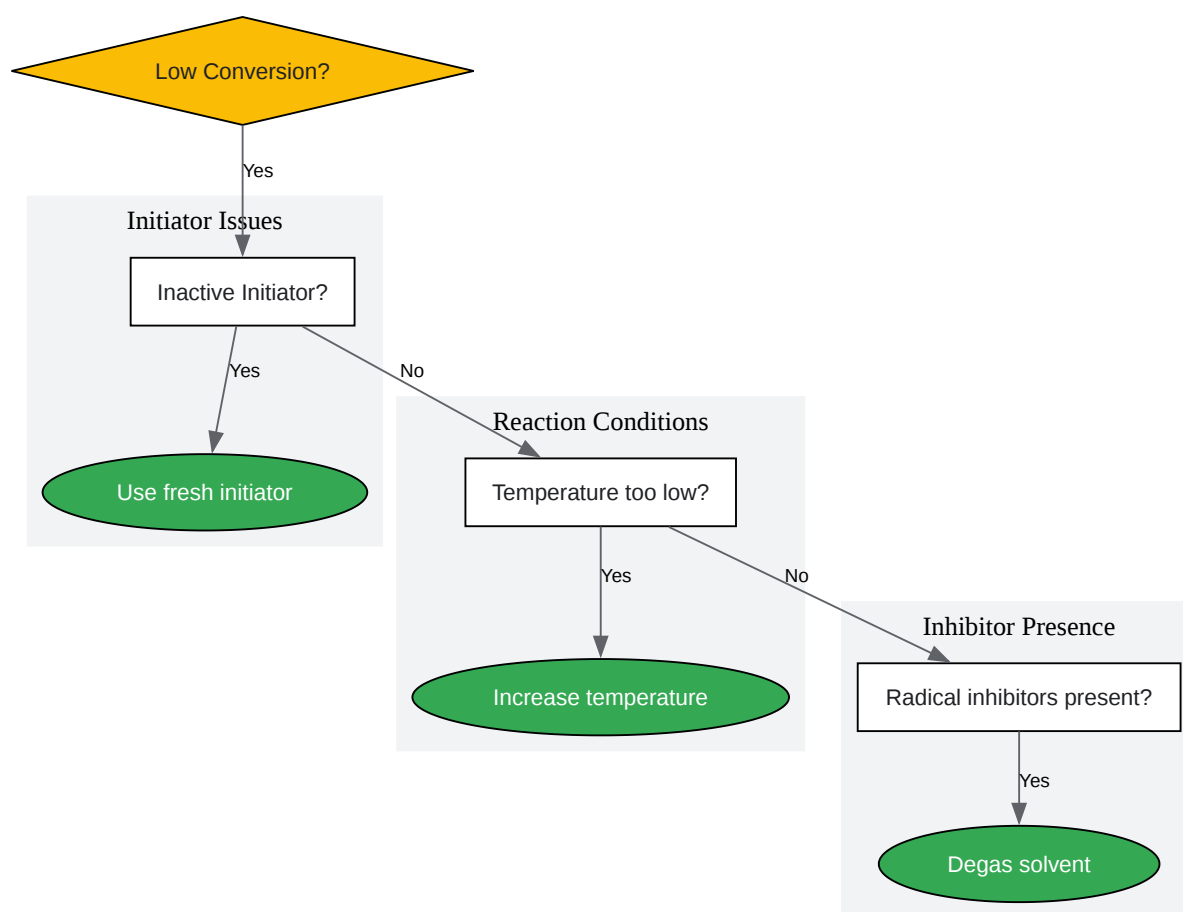 Low Conversion?
Yes
Initiator Issues
Inactive Initiator?
Yes
No
Use fresh initiator
Reaction Conditions
Temperature too low?
Yes
No
Increase temperature
Inhibitor Presence
Radical inhibitors present?
Yes
Degas solvent